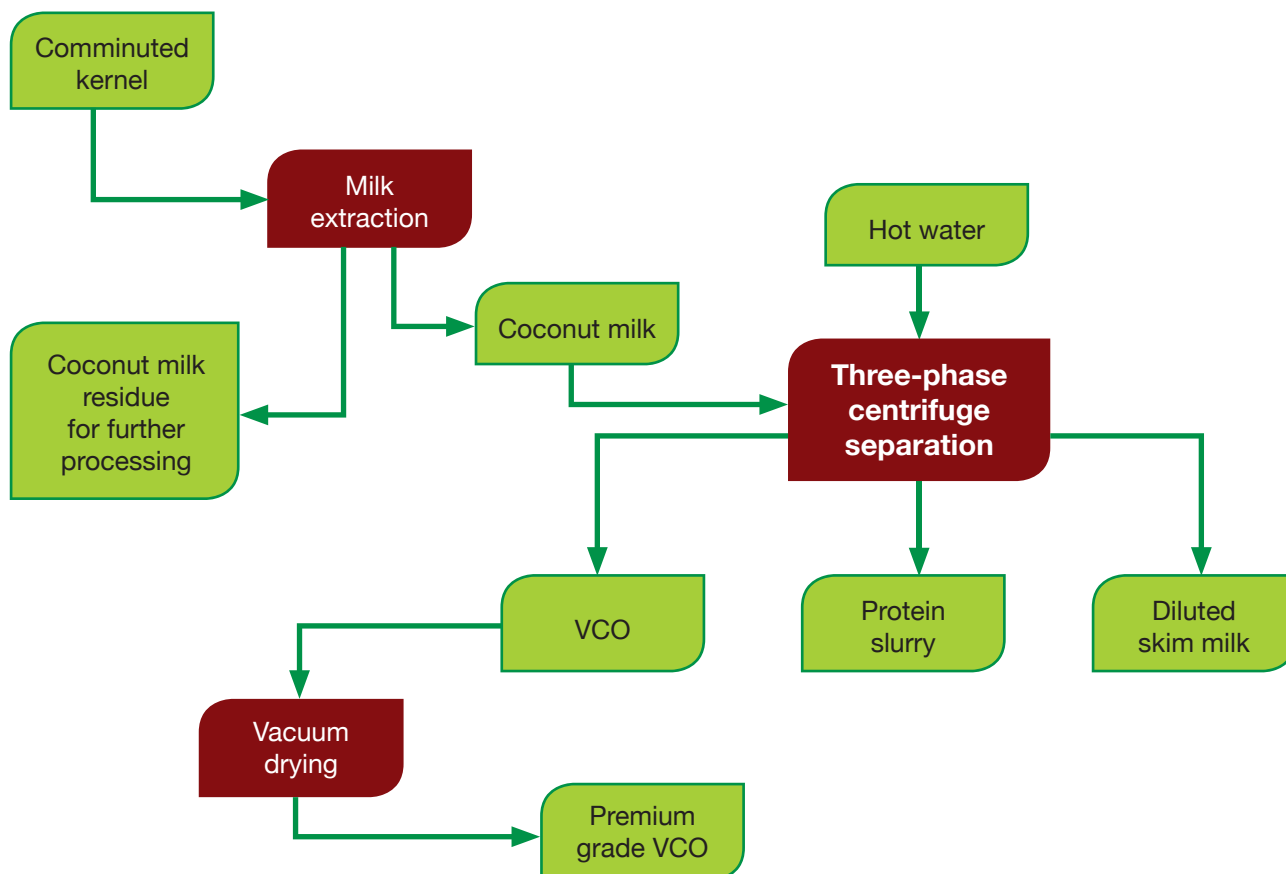 Comminuted
kernel
Milk
extraction
Hot water
Coconut milk
Coconut milk
residue
for further
processing
Three-phase
centrifuge
separation
VCO
Protein
slurry
Diluted
skim milk
Vacuum
drying
Premium
grade VCO